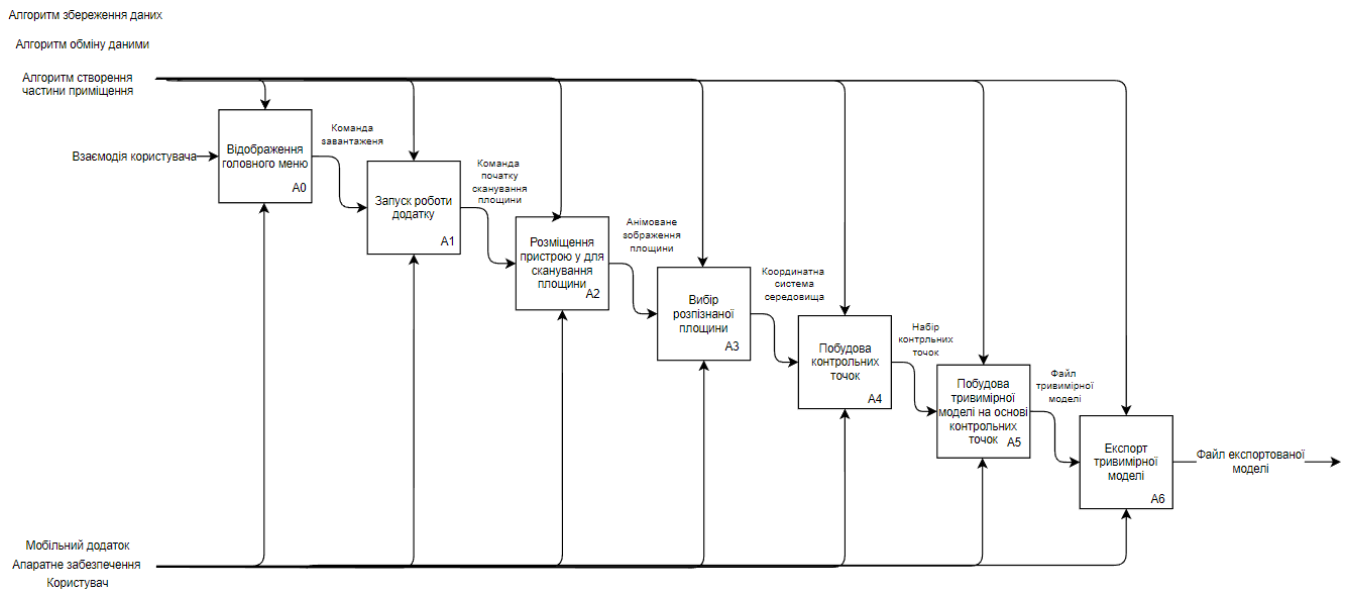 Алгоритм збереження даних
Алгоритм обміну даними
Алгоритм створення
частини приміщення
Взаємодія користувача
Відображення
головного меню
A0
Команда
завантаженя
Запуск роботи
додатку
A1
Команда
початку
сканування
площини
Розміщення
пристрою у для
сканування
площини
A2
Анімоване
зображення
площини
Вибір
розпізнаної
площини
A3
Координатна
система
середовища
Побудова
контрольних
точок
A4
Набір
контрльних
точок
Побудова
тривимірної
моделі на основі
контрольних
точок
A5
Файл
тривимірної
моделі
Експорт
тривимірної
моделі
A6
Файл експортованої
моделі
Мобільний додаток
Апаратне забезпечення
Користувач